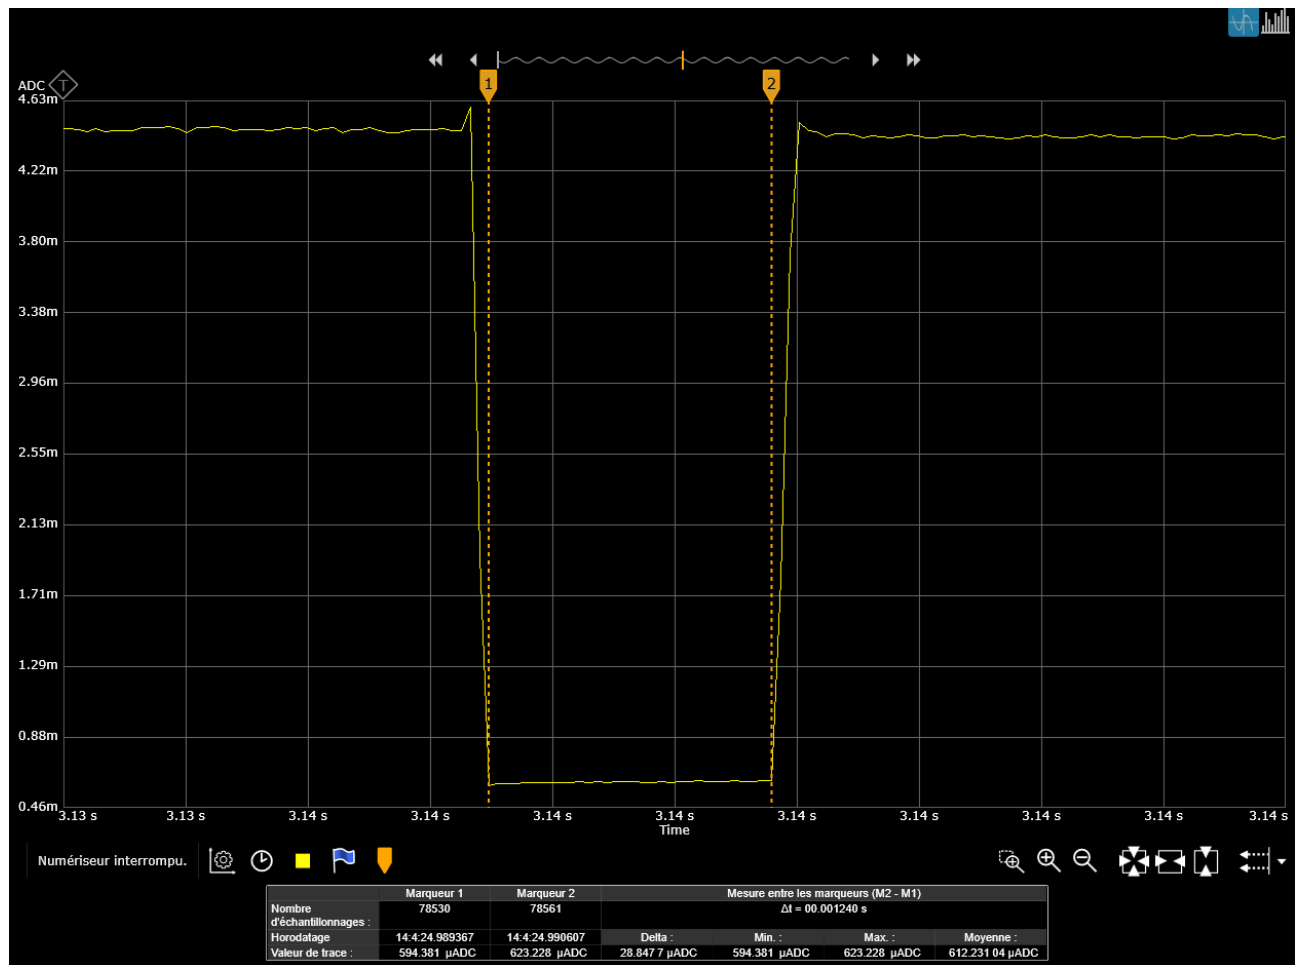 1 2
ADC T
4.63m
4.22m
3.80m
3.38m
2.96m
2.55m
2.13m
1.71m
1.29m
0.88m
0.46m
3.13 s 3.13 s 3.14 s 3.14 s 3.14 s 3.14 s 3.14 s 3.14 s 3.14 s 3.14 s 3.14 s
Time
Numériseur interrompu.
Marqueur 1 Marqueur 2 Mesure entre les marqueurs (M2 - M1)
Nombre d'échantillonnages : 78530 78561 Δt = 00.001240 s
Horodatage 14:4:24.989367 14:4:24.990607 Delta : Min. : Max. : Moyenne :
Valeur de trace : 594.381 µADC 623.228 µADC 28.847 7 µADC 594.381 µADC 623.228 µADC 612.231 04 µADC